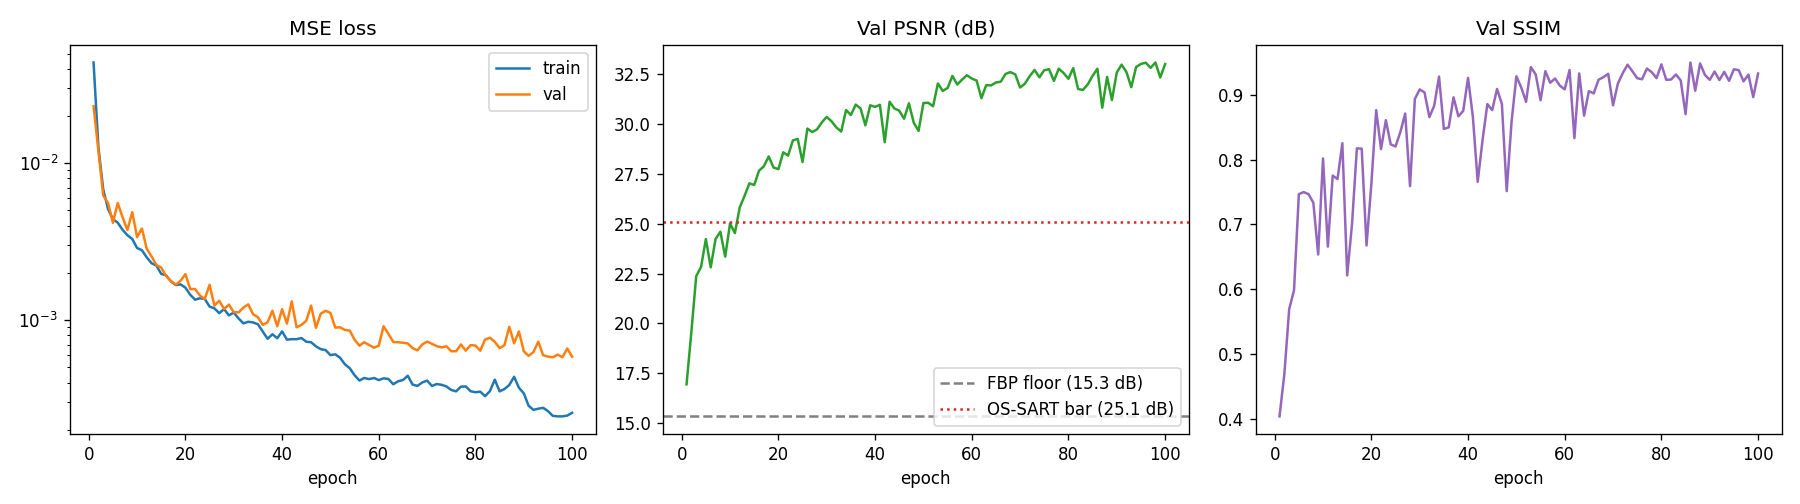 MSE loss
train
val
10⁻²
10⁻³
0 20 40 60 80 100
epoch
Val PSNR (dB)
32.5
30.0
27.5
25.0
22.5
20.0
17.5
15.0
FBP floor (15.3 dB)
OS-SART bar (25.1 dB)
0 20 40 60 80 100
epoch
Val SSIM
0.9
0.8
0.7
0.6
0.5
0.4
0 20 40 60 80 100
epoch